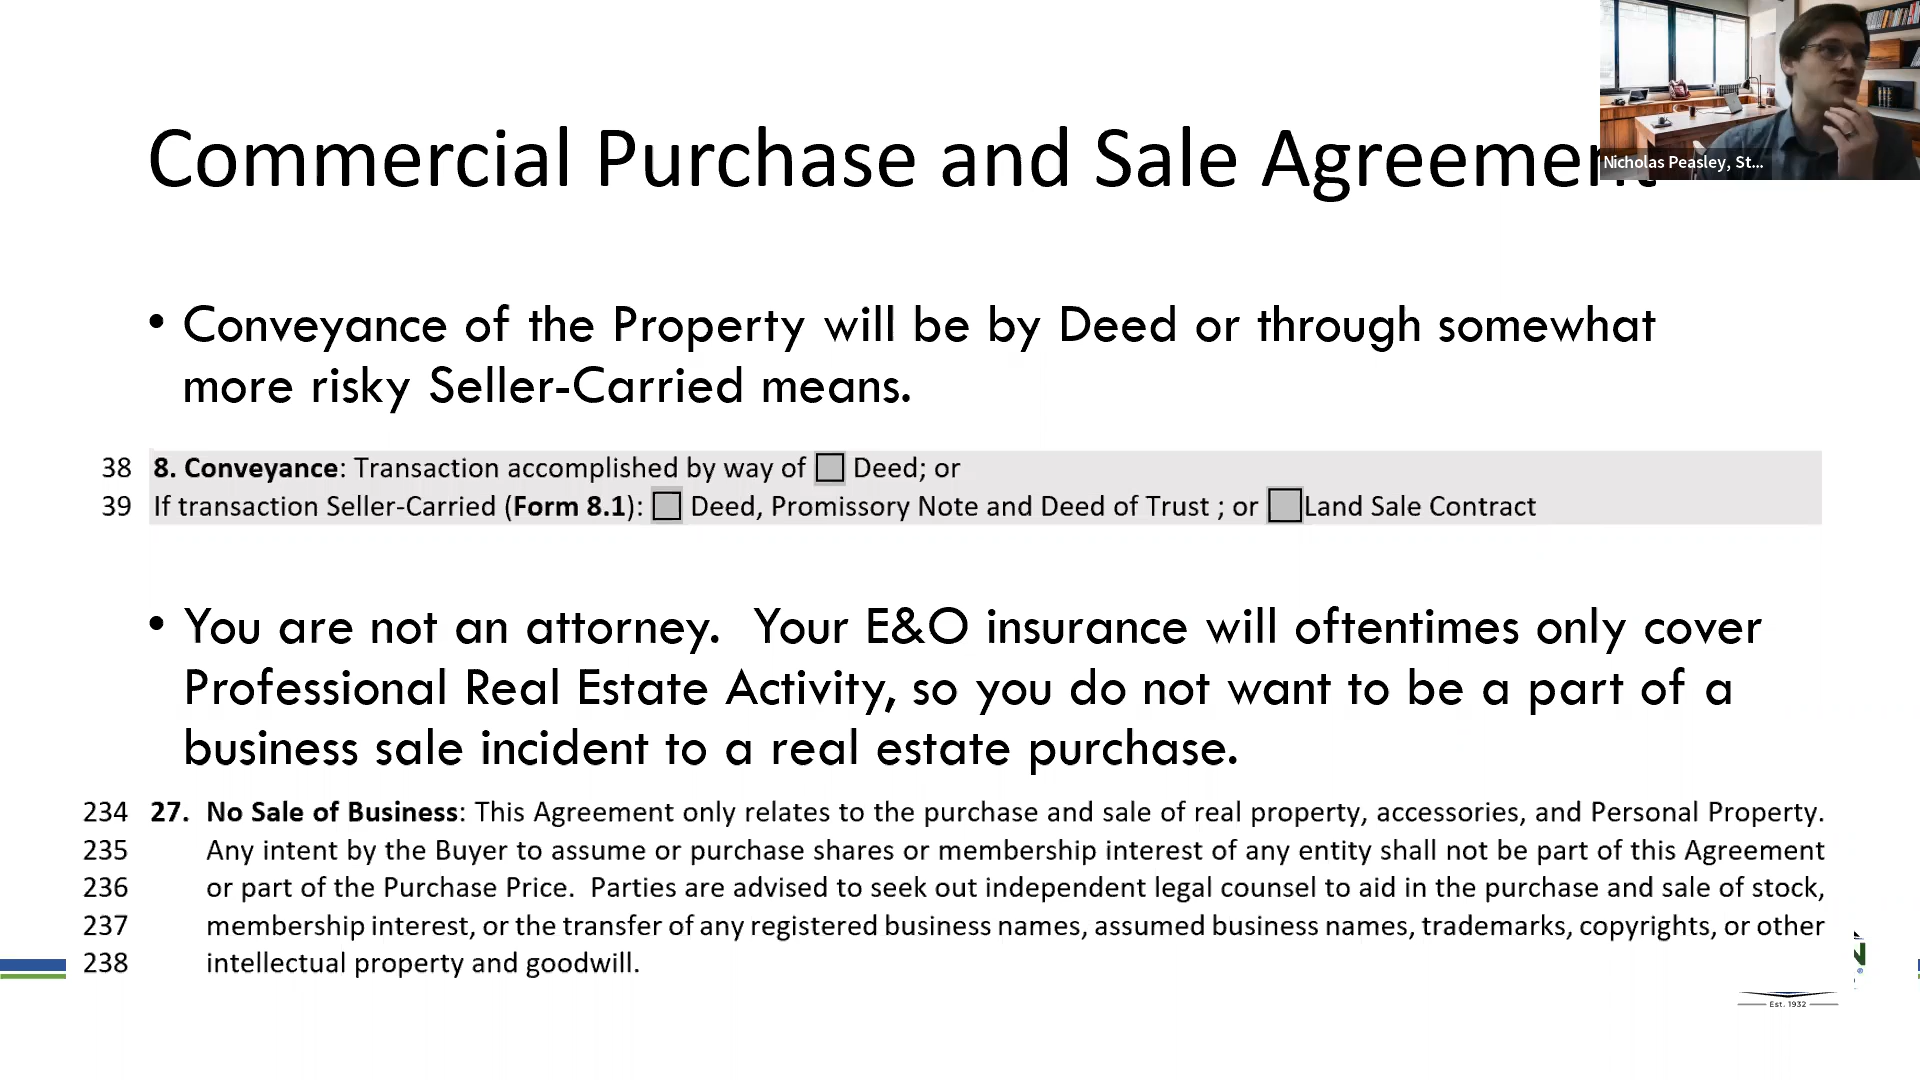 Commercial Purchase and Sale Agreement
Nicholas Peasley, St...
• Conveyance of the Property will be by Deed or through somewhat
more risky Seller-Carried means.
38 8. Conveyance: Transaction accomplished by way of Deed; or
39 If transaction Seller-Carried (Form 8.1): Deed, Promissory Note and Deed of Trust ; or Land Sale Contract
• You are not an attorney. Your E&O insurance will oftentimes only cover
Professional Real Estate Activity, so you do not want to be a part of a
business sale incident to a real estate purchase.
234 27. No Sale of Business: This Agreement only relates to the purchase and sale of real property, accessories, and Personal Property.
235 Any intent by the Buyer to assume or purchase shares or membership interest of any entity shall not be part of this Agreement
236 or part of the Purchase Price. Parties are advised to seek out independent legal counsel to aid in the purchase and sale of stock,
237 membership interest, or the transfer of any registered business names, assumed business names, trademarks, copyrights, or other
238 intellectual property and goodwill.
N
Est. 1932